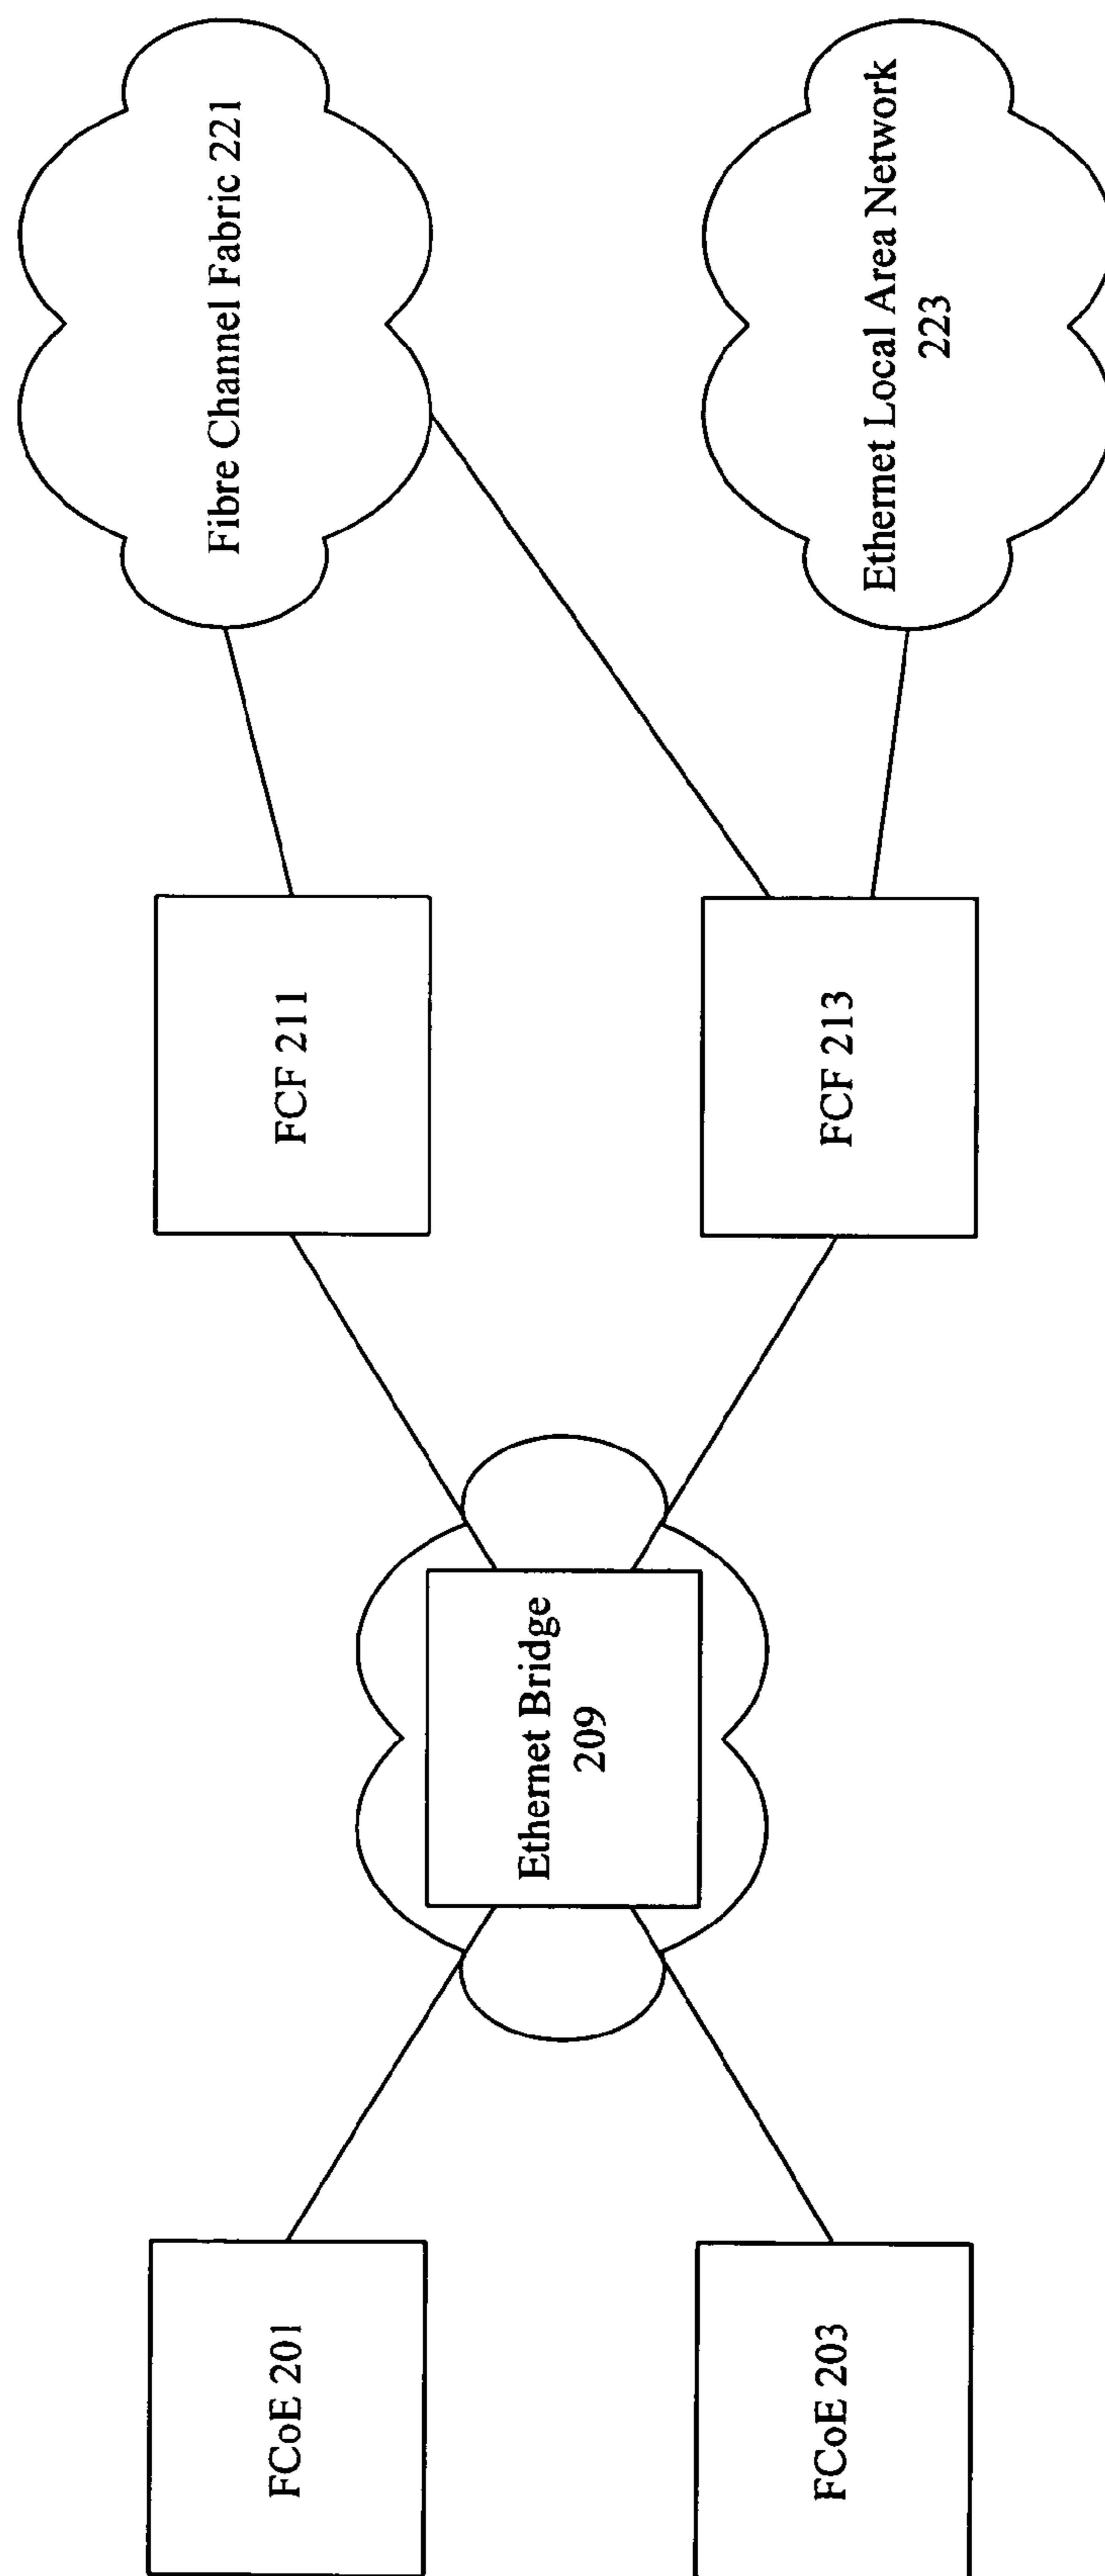 FCoE 201
FCoE 203
Ethernet Bridge
209
FCF 211
FCF 213
Fibre Channel Fabric 221
Ethernet Local Area Network
223